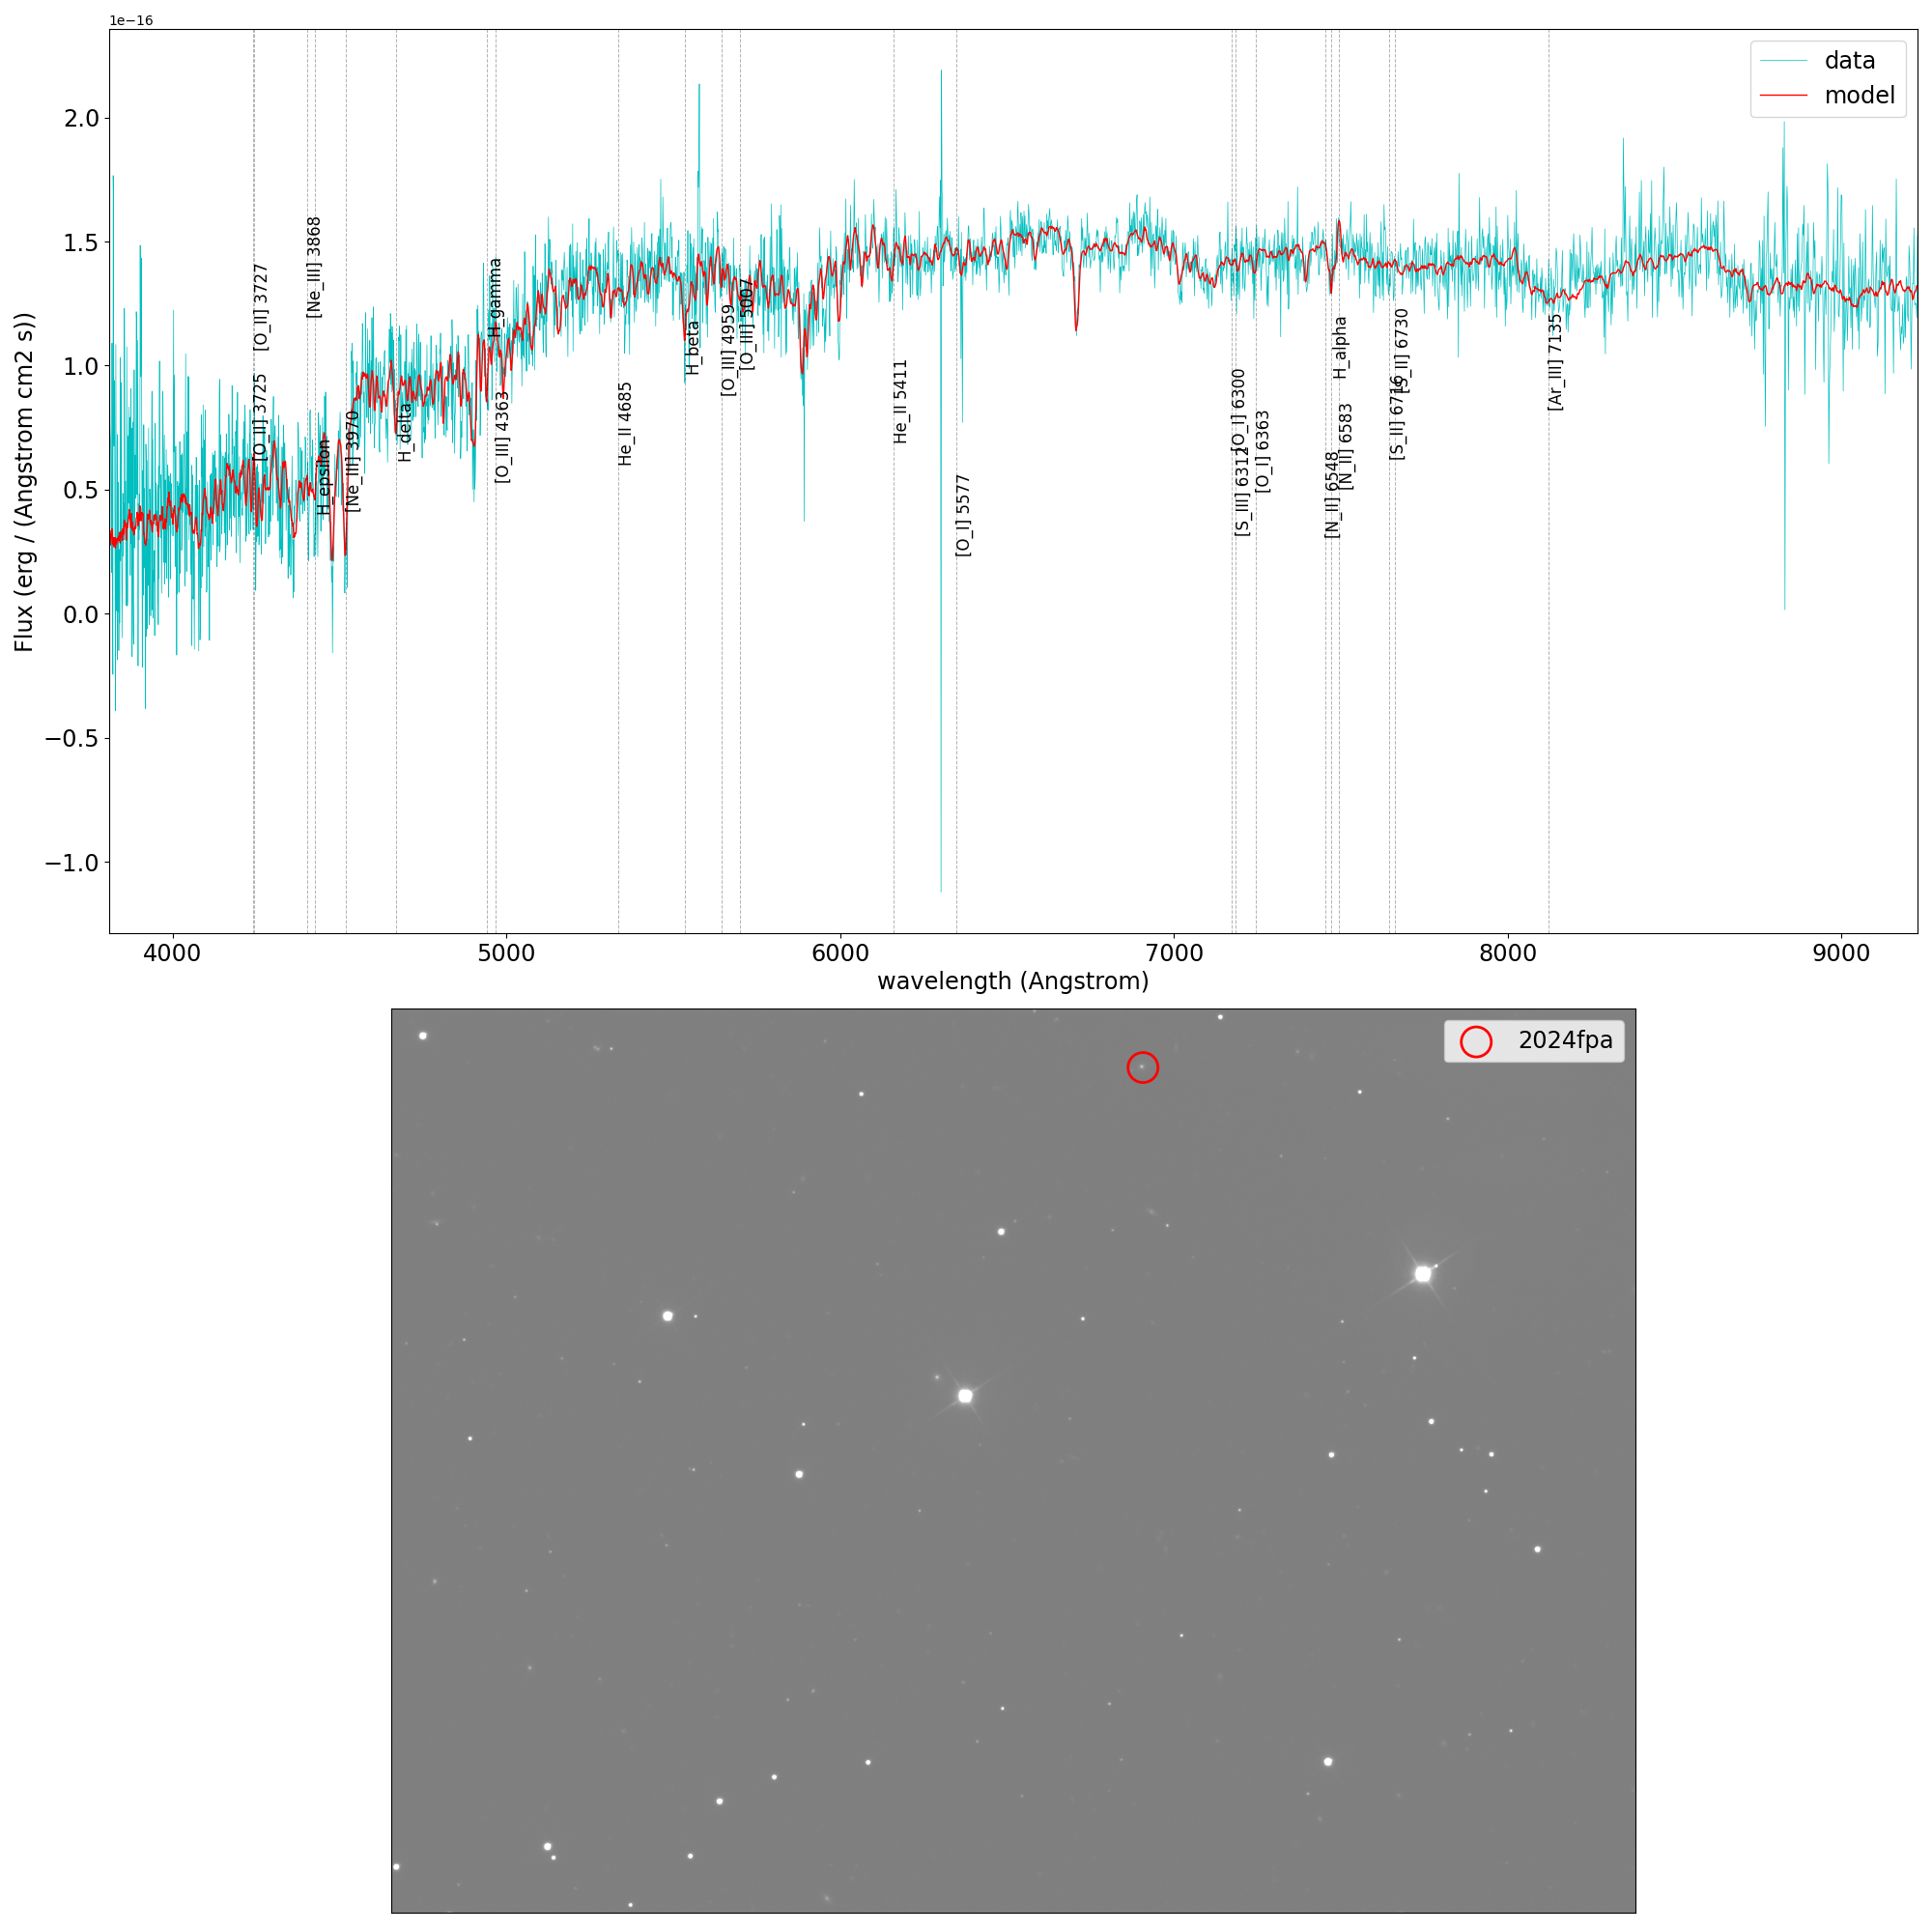 1e−16
data
model
Flux (erg / (Angstrom cm2 s))
2.0
1.5
1.0
0.5
0.0
−0.5
−1.0
[O_II] 3725
[O_II] 3727
[Ne_III] 3868
H_epsilon
[Ne_III] 3970
H_delta
H_gamma
[O_III] 4363
He_II 4685
H_beta
[O_III] 4959
[O_III] 5007
He_II 5411
[O_I] 5577
[O_I] 6300
[S_III] 6312
[O_I] 6363
[N_II] 6548
H_alpha
[N_II] 6583
[S_II] 6716
[S_II] 6730
[Ar_III] 7135
4000 5000 6000 7000 8000 9000
wavelength (Angstrom)
2024fpa